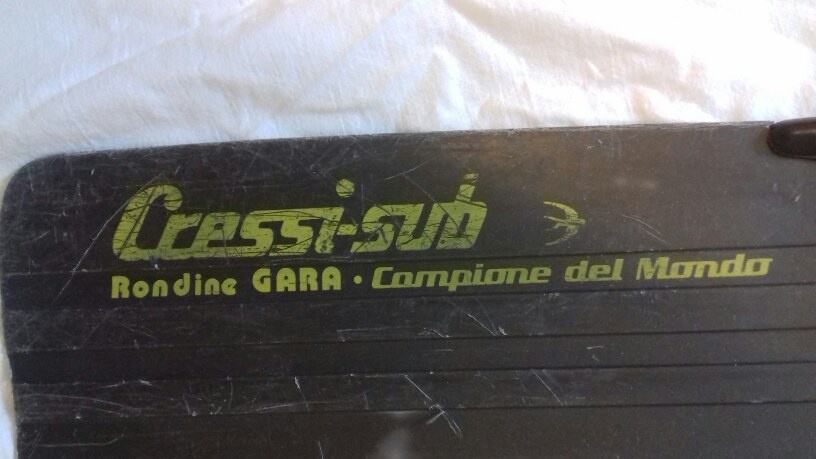 Cressi-sub
Rondine GARA • Campione del Mondo